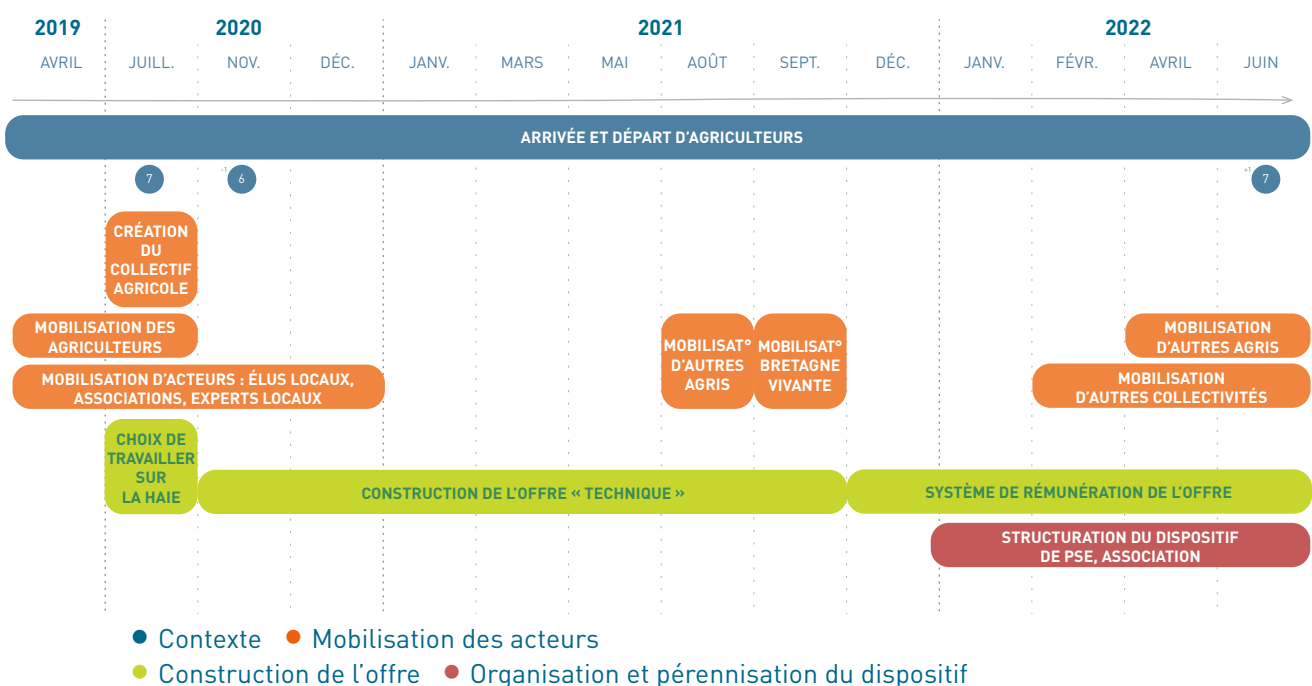 2019 2020 2021 2022
AVRIL JUILL. NOV. DÉC. JANV. MARS MAI AOÛT SEPT. DÉC. JANV. FÉVR. AVRIL JUIN
ARRIVÉE ET DÉPART D’AGRICULTEURS
7 -1 6 +1 7
CRÉATION
DU
COLLECTIF
AGRICOLE
MOBILISATION DES
AGRICULTEURS
MOBILISAT°
D’AUTRES
AGRIS
MOBILISAT°
BRETAGNE
VIVANTE
MOBILISATION
D’AUTRES AGRIS
MOBILISATION D’ACTEURS : ÉLUS LOCAUX,
ASSOCIATIONS, EXPERTS LOCAUX
MOBILISATION
D’AUTRES COLLECTIVITÉS
CHOIX DE
TRAVAILLER
SUR
LA HAIE
CONSTRUCTION DE L’OFFRE « TECHNIQUE »
SYSTÈME DE RÉMUNÉRATION DE L’OFFRE
STRUCTURATION DU DISPOSITIF
DE PSE, ASSOCIATION
Contexte Mobilisation des acteurs
Construction de l’offre Organisation et pérennisation du dispositif